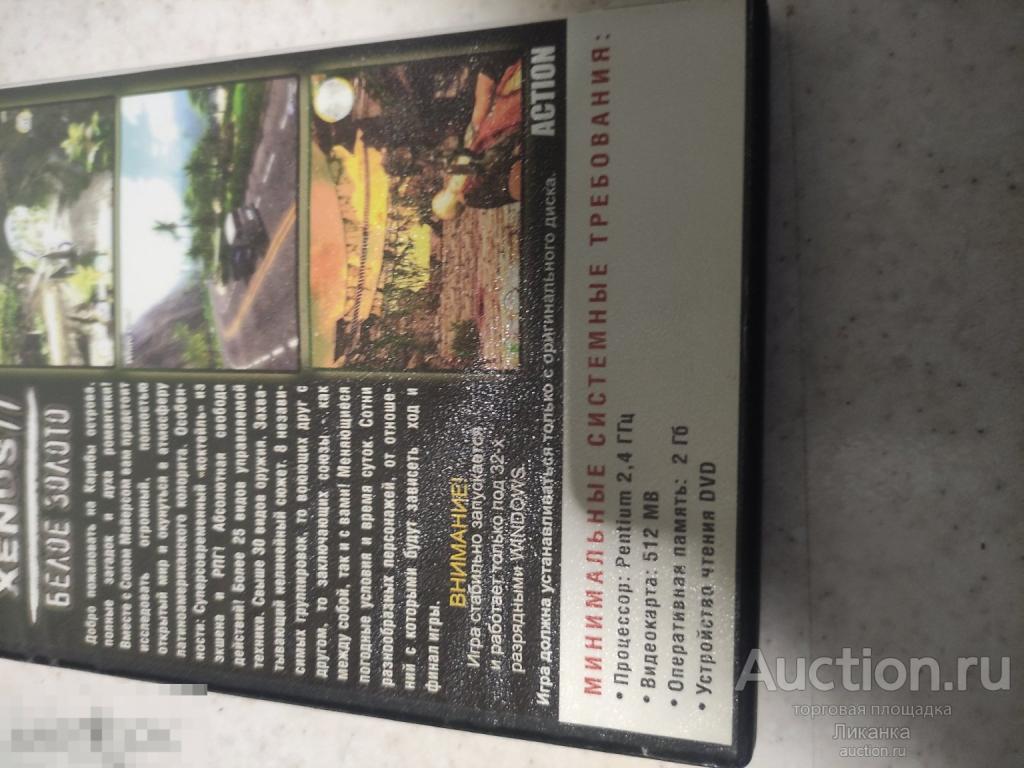 XENUS//
БЕЛОЕ ЗОЛОТО
Добро пожаловать на Карибы острова,
полные загадок и духа романтики!
Вместе с Солом Майерсом вам предстоит
исследовать огромный, полностью
открытый мир и окунуться в атмосферу
латиноамериканского колорита. Особен-
ности: Суперсовременный «коктейль» из
экшена и РПГ! Абсолютная свобода
действий! Более 25 видов управляемой
техники. Свыше 30 видов оружия. Захва-
тывающий нелинейный сюжет. 8 незави-
симых группировок, то воюющих друг с
другом, то заключающих союзы - как
между собой, так и с вами! Меняющиеся
погодные условия и время суток. Сотни
разнообразных персонажей, от отноше-
ний с которыми будут зависеть ход и
финал игры.
ВНИМАНИЕ!
Игра стабильно запускается
и работает только под 32-х
разрядными WINDOWS.
Игра должна устанавливаться только с оригинального диска.
ACTION
МИНИМАЛЬНЫЕ СИСТЕМНЫЕ ТРЕБОВАНИЯ:
• Процессор: Pentium 2,4 ГГц
• Видеокарта: 512 MB
• Оперативная память: 2 Гб
• Устройство чтения DVD
Auction.ru
торговая площадка
Ликанка
auction.ru